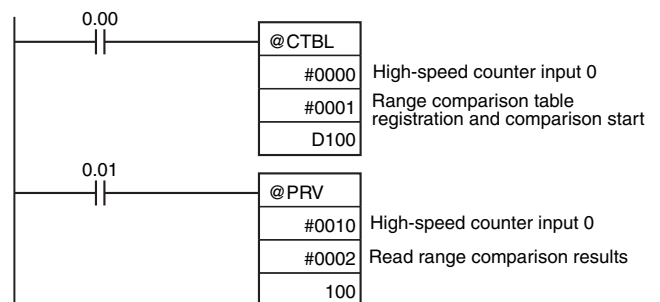 0.00
@CTBL
#0000 High-speed counter input 0
#0001 Range comparison table
registration and comparison start
D100
0.01
@PRV
#0010 High-speed counter input 0
#0002 Read range comparison results
100